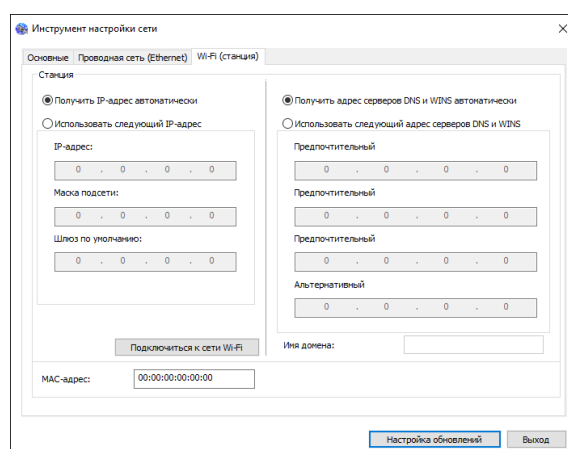 Инструмент настройки сети
Основные Проводная сеть (Ethernet) Wi-Fi (станция)
Станция
Получить IP-адрес автоматически
Использовать следующий IP-адрес
IP-адрес:
0 . 0 . 0 . 0
Маска подсети:
0 . 0 . 0 . 0
Шлюз по умолчанию:
0 . 0 . 0 . 0
Подключиться к сети Wi-Fi
Получить адрес серверов DNS и WINS автоматически
Использовать следующий адрес серверов DNS и WINS
Предпочтительный
0 . 0 . 0 . 0
Предпочтительный
0 . 0 . 0 . 0
Предпочтительный
0 . 0 . 0 . 0
Альтернативный
0 . 0 . 0 . 0
Имя домена:
MAC-адрес: 00:00:00:00:00:00
Настройка обновлений Выход